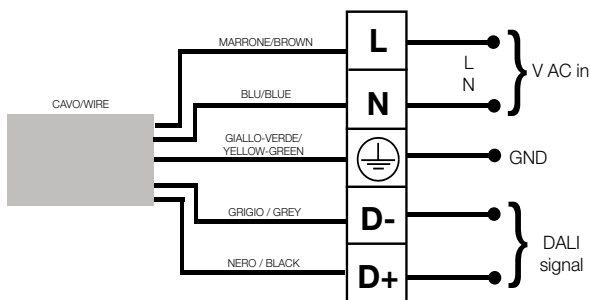 MARRONE/BROWN
L
L
N
V AC in
CAVO/WIRE
BLU/BLUE
N
GIALLO-VERDE/
YELLOW-GREEN
GND
GRIGIO / GREY
D-
DALI
signal
NERO / BLACK
D+